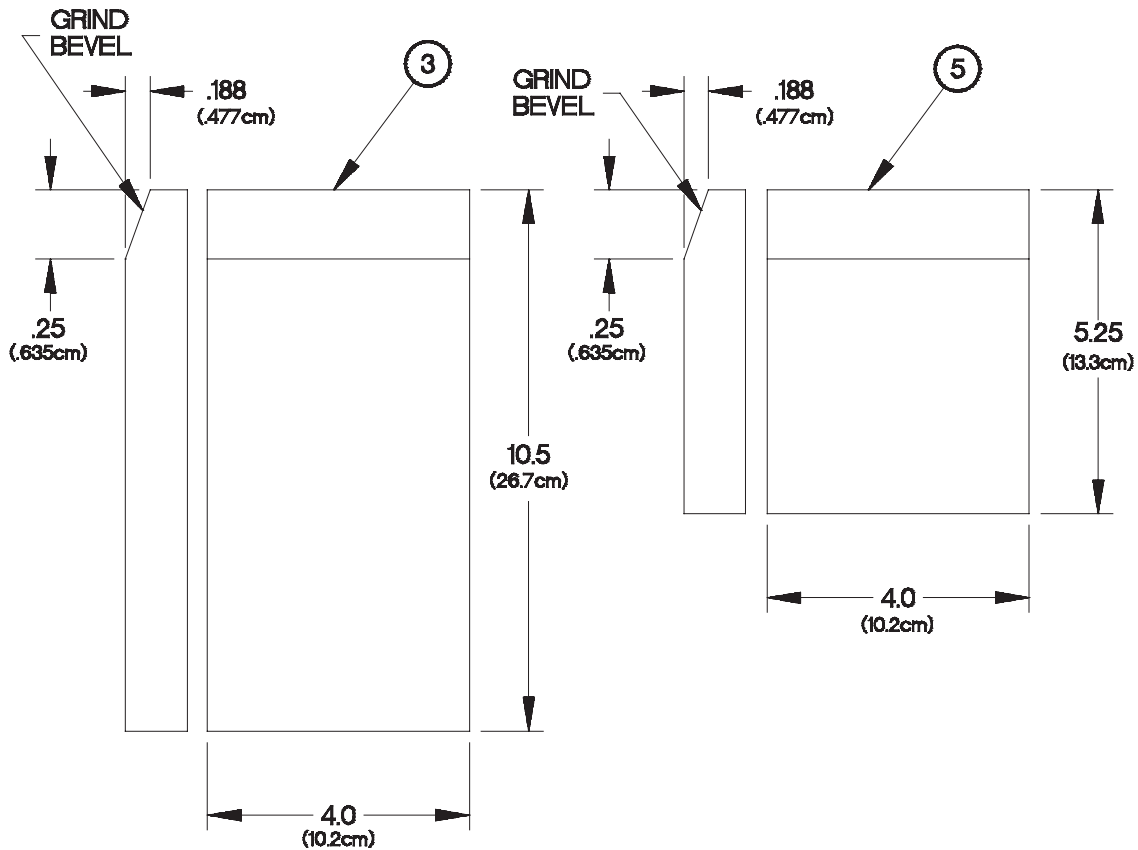 GRIND
BEVEL
.188
(.477cm)
3
.25
(.635cm)
10.5
(26.7cm)
4.0
(10.2cm)
GRIND
BEVEL
.188
(.477cm)
5
.25
(.635cm)
5.25
(13.3cm)
4.0
(10.2cm)